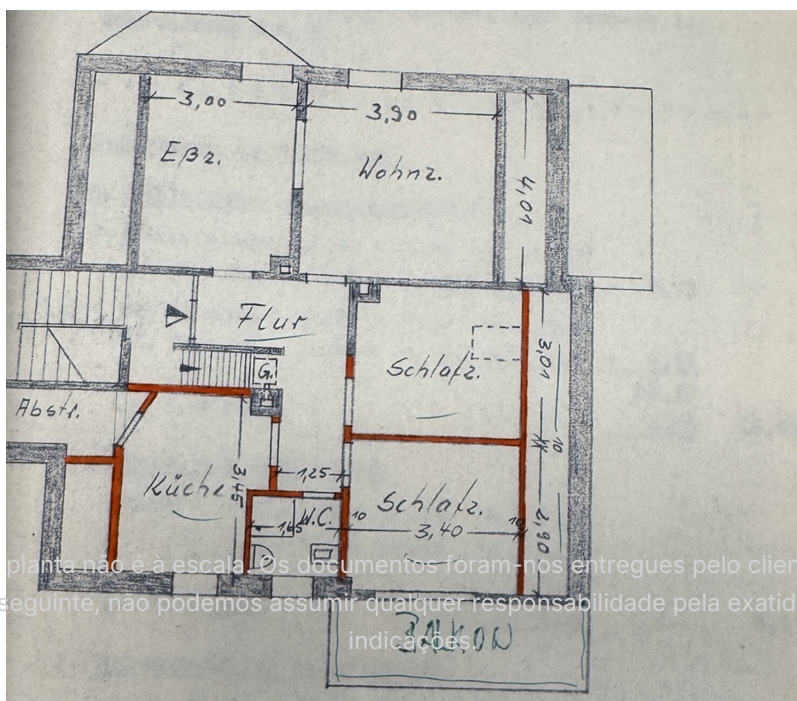 3,00
3,90
Eßz.
Wohnz.
4,01
Flur
G.
Schlafz.
3,01
Abstr.
Küche
3,45
1,25
10
Schlafz.
W.C.
1,65
10
3,40
10
2,90
planta não é à escala. Os documentos foram-nos entregues pelo clien
seguinte, não podemos assumir qualquer responsabilidade pela exatid
indicações.
BALKON